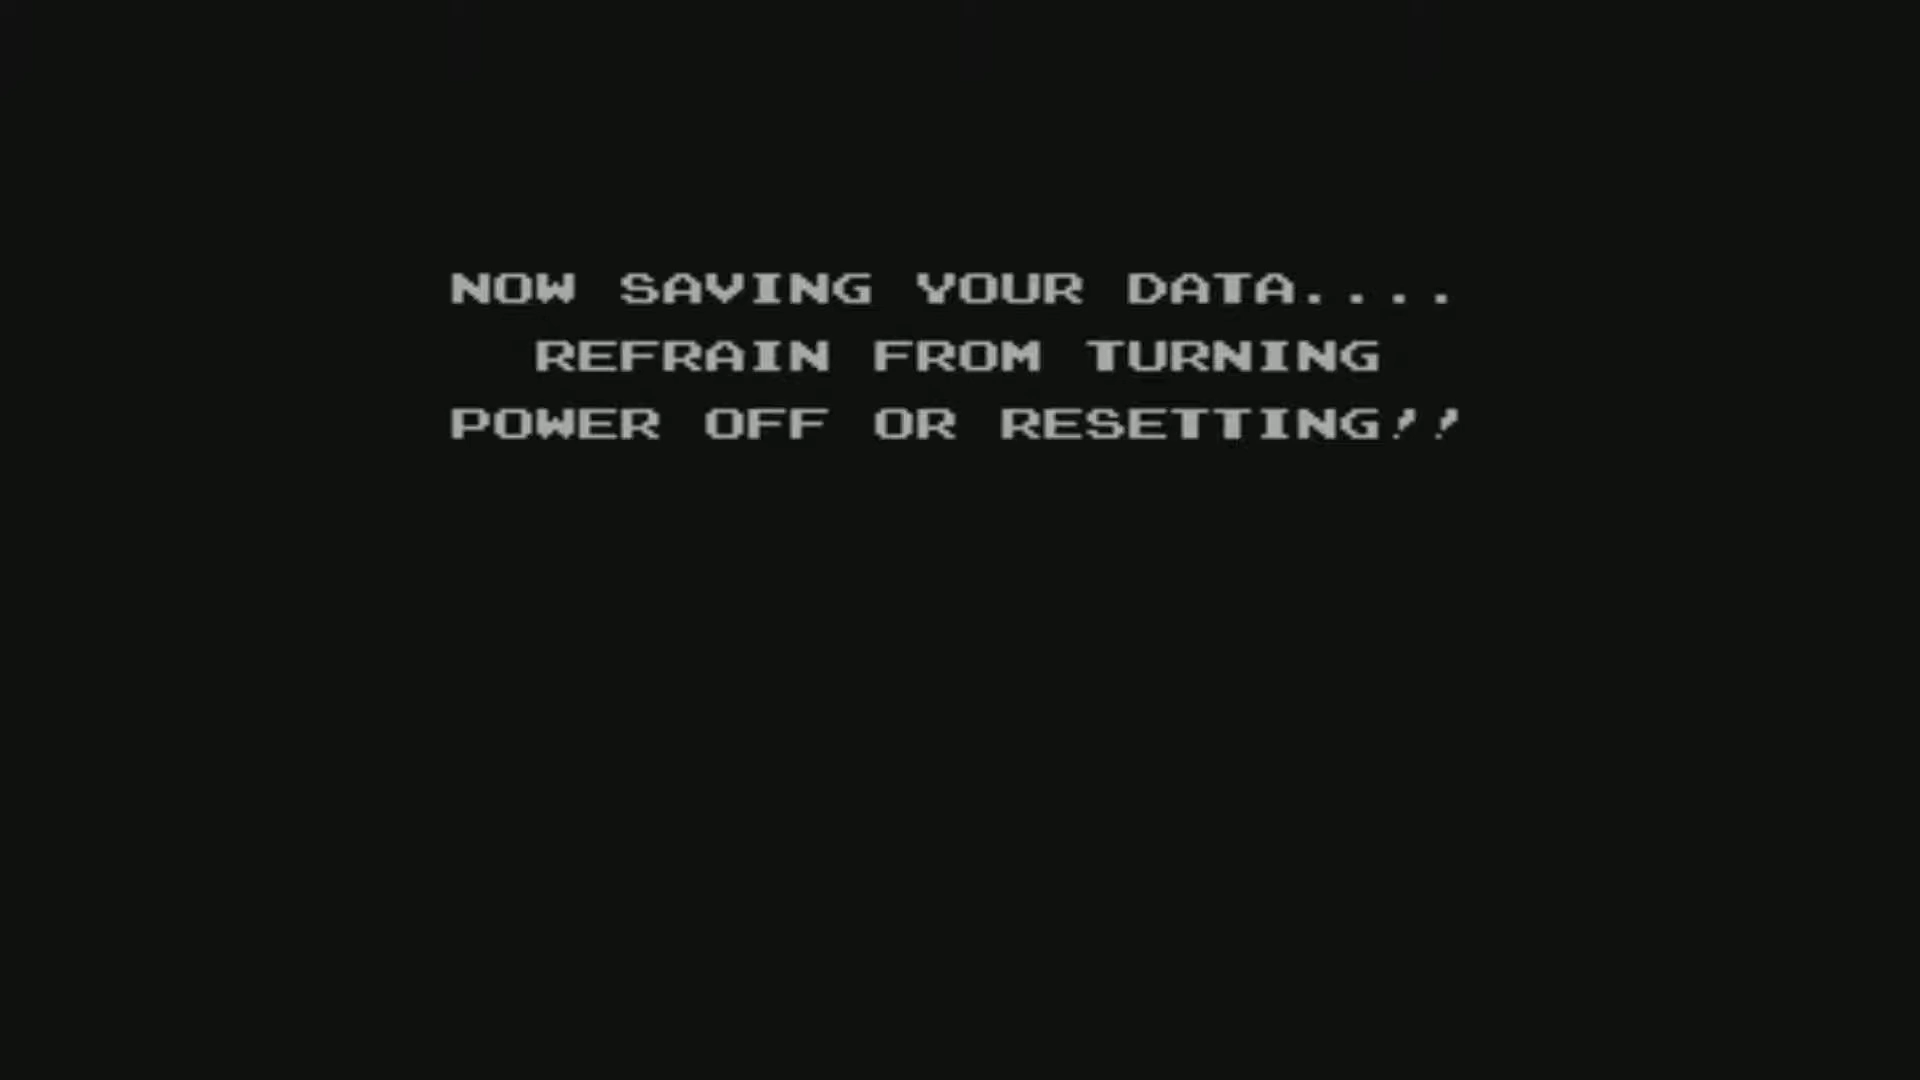 NOW SAVING YOUR DATA....
REFRAIN FROM TURNING
POWER OFF OR RESETTING!!